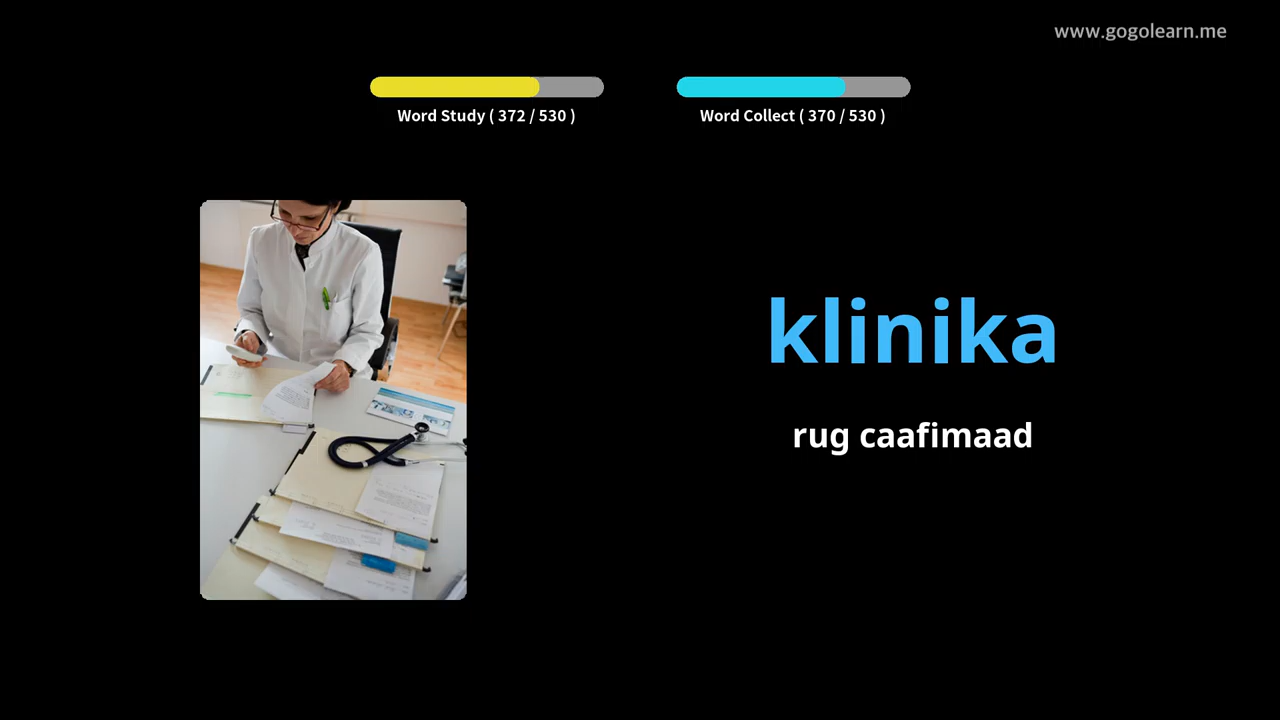 www.gogolearn.me
Word Study ( 372 / 530 )
Word Collect ( 370 / 530 )
klinika
rug caafimaad